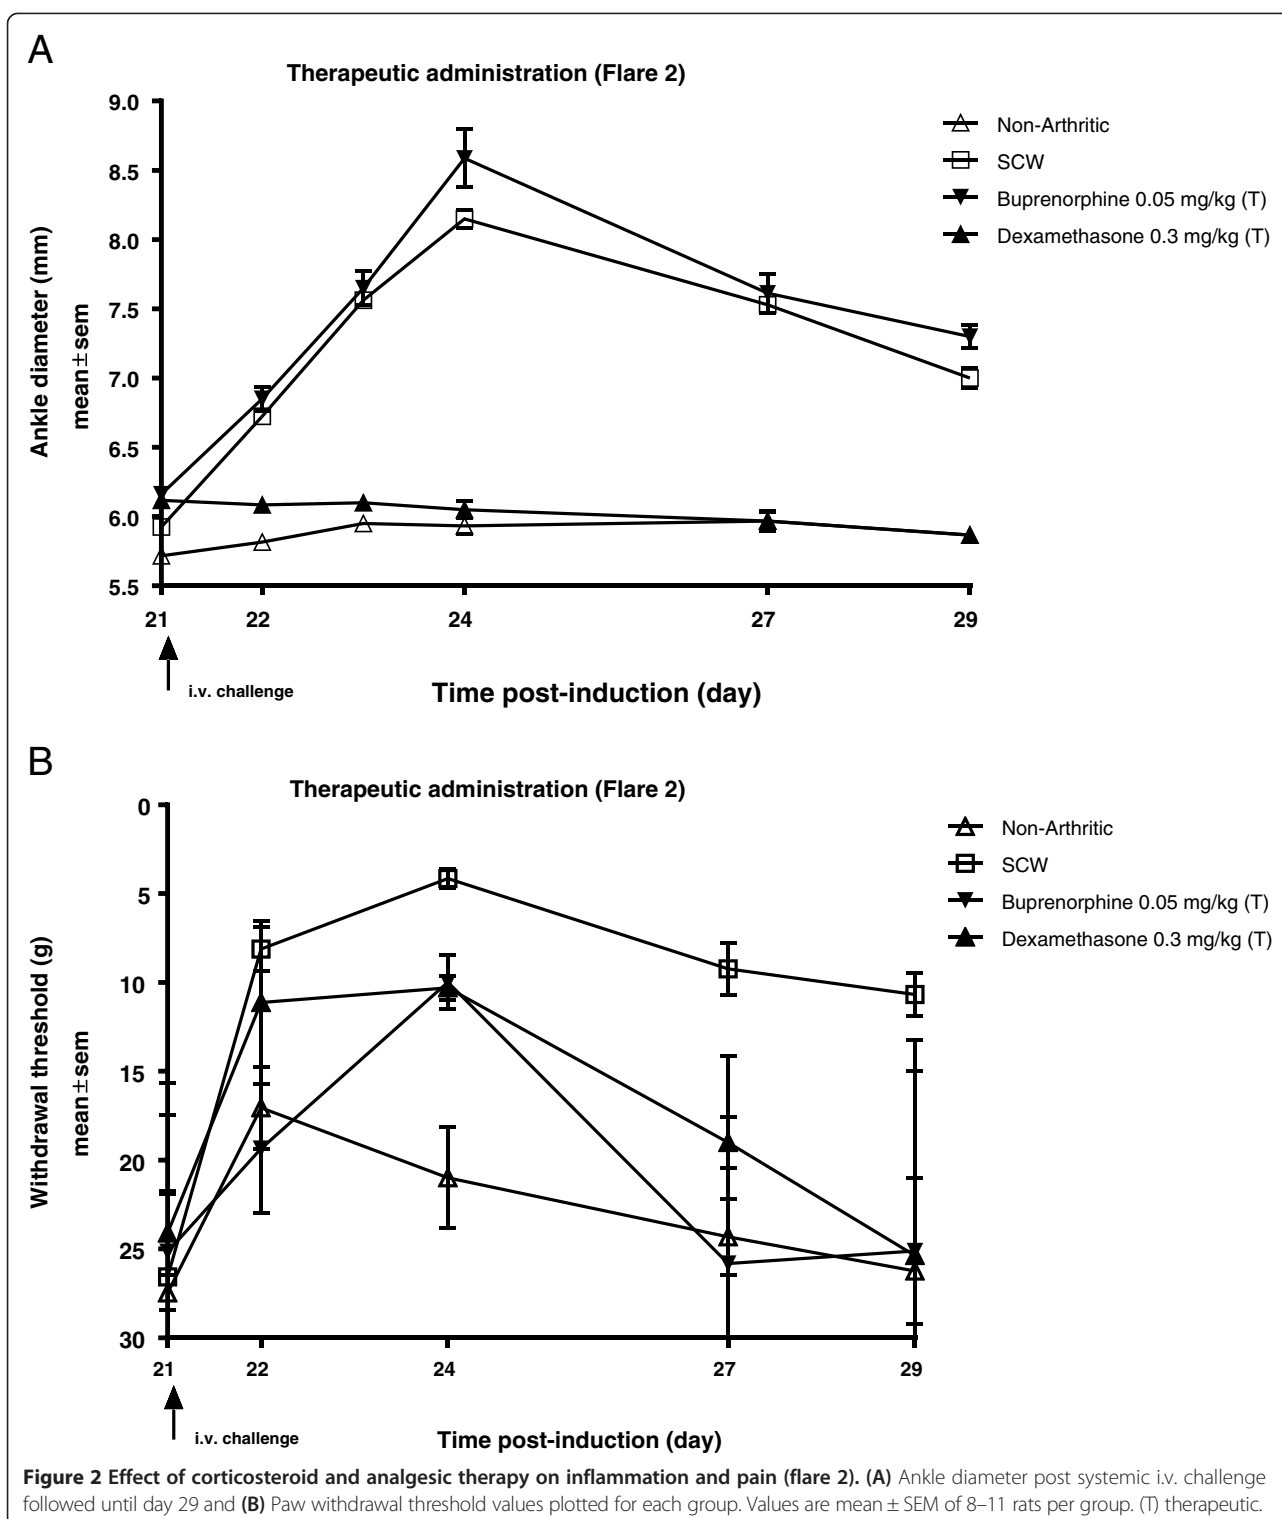 A
Therapeutic administration (Flare 2)
9.0
8.5
8.0
7.5
7.0
6.5
6.0
5.5
Ankle diameter (mm)
mean±sem
Non-Arthritic
SCW
Buprenorphine 0.05 mg/kg (T)
Dexamethasone 0.3 mg/kg (T)
21 22 24 27 29
i.v. challenge
Time post-induction (day)
B
Therapeutic administration (Flare 2)
0
5
10
15
20
25
30
Withdrawal threshold (g)
mean±sem
Non-Arthritic
SCW
Buprenorphine 0.05 mg/kg (T)
Dexamethasone 0.3 mg/kg (T)
21 22 24 27 29
i.v. challenge
Time post-induction (day)
Figure 2 Effect of corticosteroid and analgesic therapy on inflammation and pain (flare 2). (A) Ankle diameter post systemic i.v. challenge
followed until day 29 and (B) Paw withdrawal threshold values plotted for each group. Values are mean ± SEM of 8–11 rats per group. (T) therapeutic.